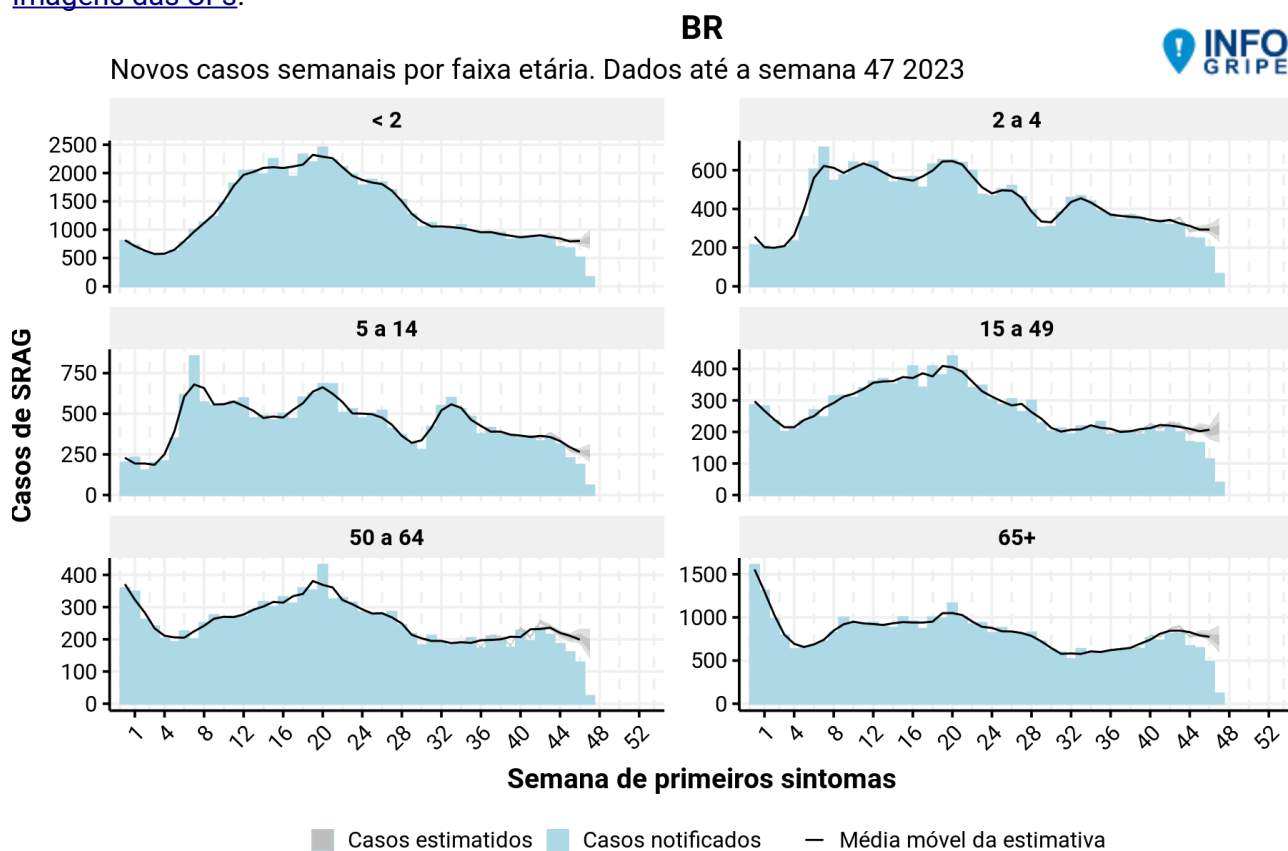 Imagens das UFs.
BR
INFO
GRIPE
Novos casos semanais por faixa etária. Dados até a semana 47 2023
< 2
2 a 4
2500
2000
1500
1000
500
0
600
400
200
0
5 a 14
15 a 49
750
500
250
0
400
300
200
100
0
50 a 64
65+
400
300
200
100
0
1500
1000
500
0
Casos de SRAG
1 4 8 12 16 20 24 28 32 36 40 44 48 52
1 4 8 12 16 20 24 28 32 36 40 44 48 52
Semana de primeiros sintomas
Casos estimatidos Casos notificados Média móvel da estimativa